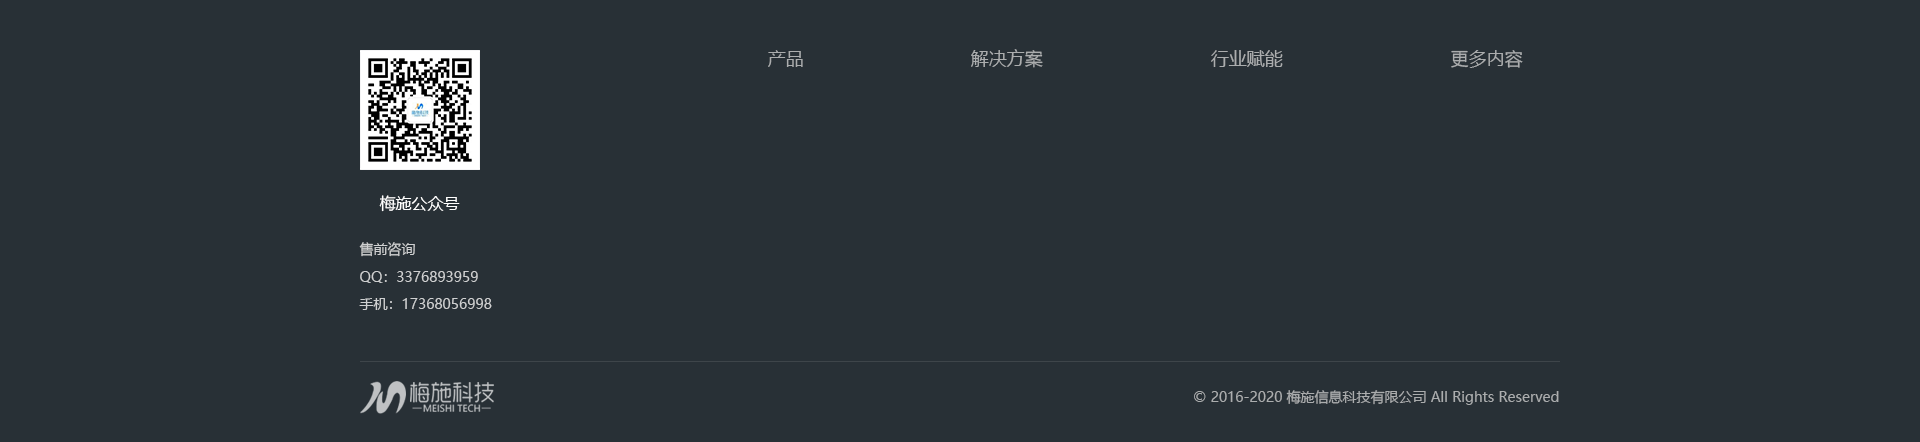 产品
解决方案
行业赋能
更多内容
梅施公众号
售前咨询
QQ：3376893959
手机：17368056998
梅施科技
MEISHI TECH
© 2016-2020 梅施信息科技有限公司 All Rights Reserved